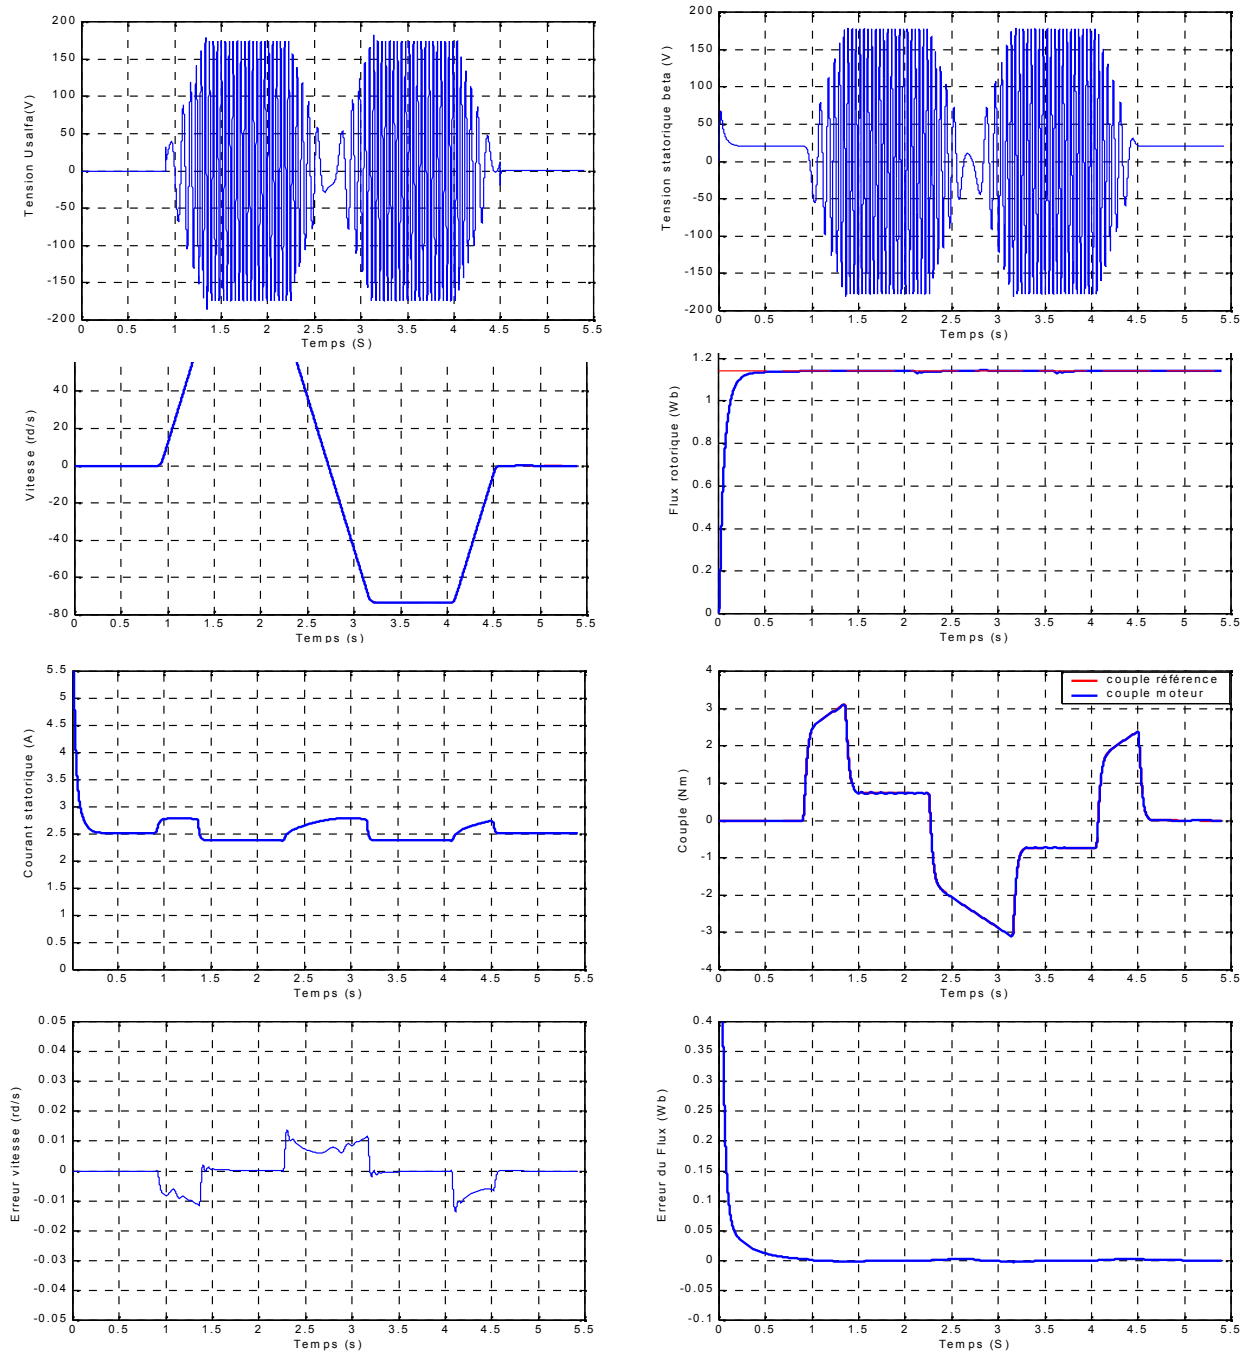 200
150
100
50
0
-50
-100
-150
-200
Tension Usalfa(V)
0 0.5 1 1.5 2 2.5 3 3.5 4 4.5 5 5.5
Temps (S)
200
150
100
50
0
-50
-100
-150
-200
Tension statorique beta (V)
0 0.5 1 1.5 2 2.5 3 3.5 4 4.5 5 5.5
Temps (s)
40
20
0
-20
-40
-60
-80
Vitesse (rd/s)
0 0.5 1 1.5 2 2.5 3 3.5 4 4.5 5 5.5
Temps (s)
1.2
1
0.8
0.6
0.4
0.2
0
Flux rotorique (Wb)
0 0.5 1 1.5 2 2.5 3 3.5 4 4.5 5 5.5
Temps (s)
5.5
5
4.5
4
3.5
3
2.5
2
1.5
1
0.5
0
Courant statorique (A)
0.5 1 1.5 2 2.5 3 3.5 4 4.5 5 5.5
Temps (s)
4
3
2
1
0
-1
-2
-3
-4
Couple (Nm)
couple référence
couple moteur
0 0.5 1 1.5 2 2.5 3 3.5 4 4.5 5 5.5
Temps (s)
0.05
0.04
0.03
0.02
0.01
0
-0.01
-0.02
-0.03
-0.04
-0.05
Erreur vitesse (rd/s)
0 0.5 1 1.5 2 2.5 3 3.5 4 4.5 5 5.5
Temps (s)
0.4
0.35
0.3
0.25
0.2
0.15
0.1
0.05
0
-0.05
-0.1
Erreur du Flux (Wb)
0 0.5 1 1.5 2 2.5 3 3.5 4 4.5 5 5.5
Temps (S)